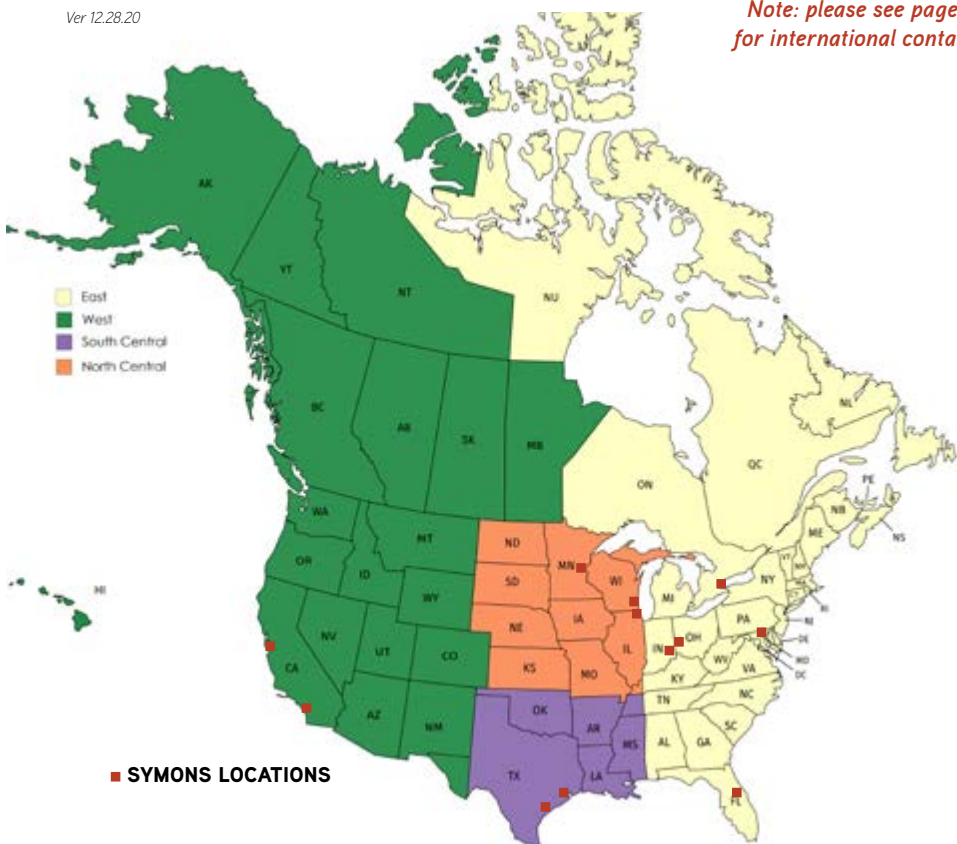 Ver 12.28.20
Note: please see page
for international conta
AK
YT
NT
NU
East
West
South Central
North Central
BC
AB
SK
MB
ON
QC
NL
PE
NB
NS
ME
WA
MT
ND
MN
OR
ID
SD
WI
VT
NH
NY
MI
WY
HI
RI
NE
IA
PA
NJ
NV
UT
CO
IL
IN
OH
DE
CA
KS
MO
WV
VA
MD
DC
KY
AZ
NM
OK
AR
TN
NC
SC
MS
AL
GA
TX
LA
SYMONS LOCATIONS
FL